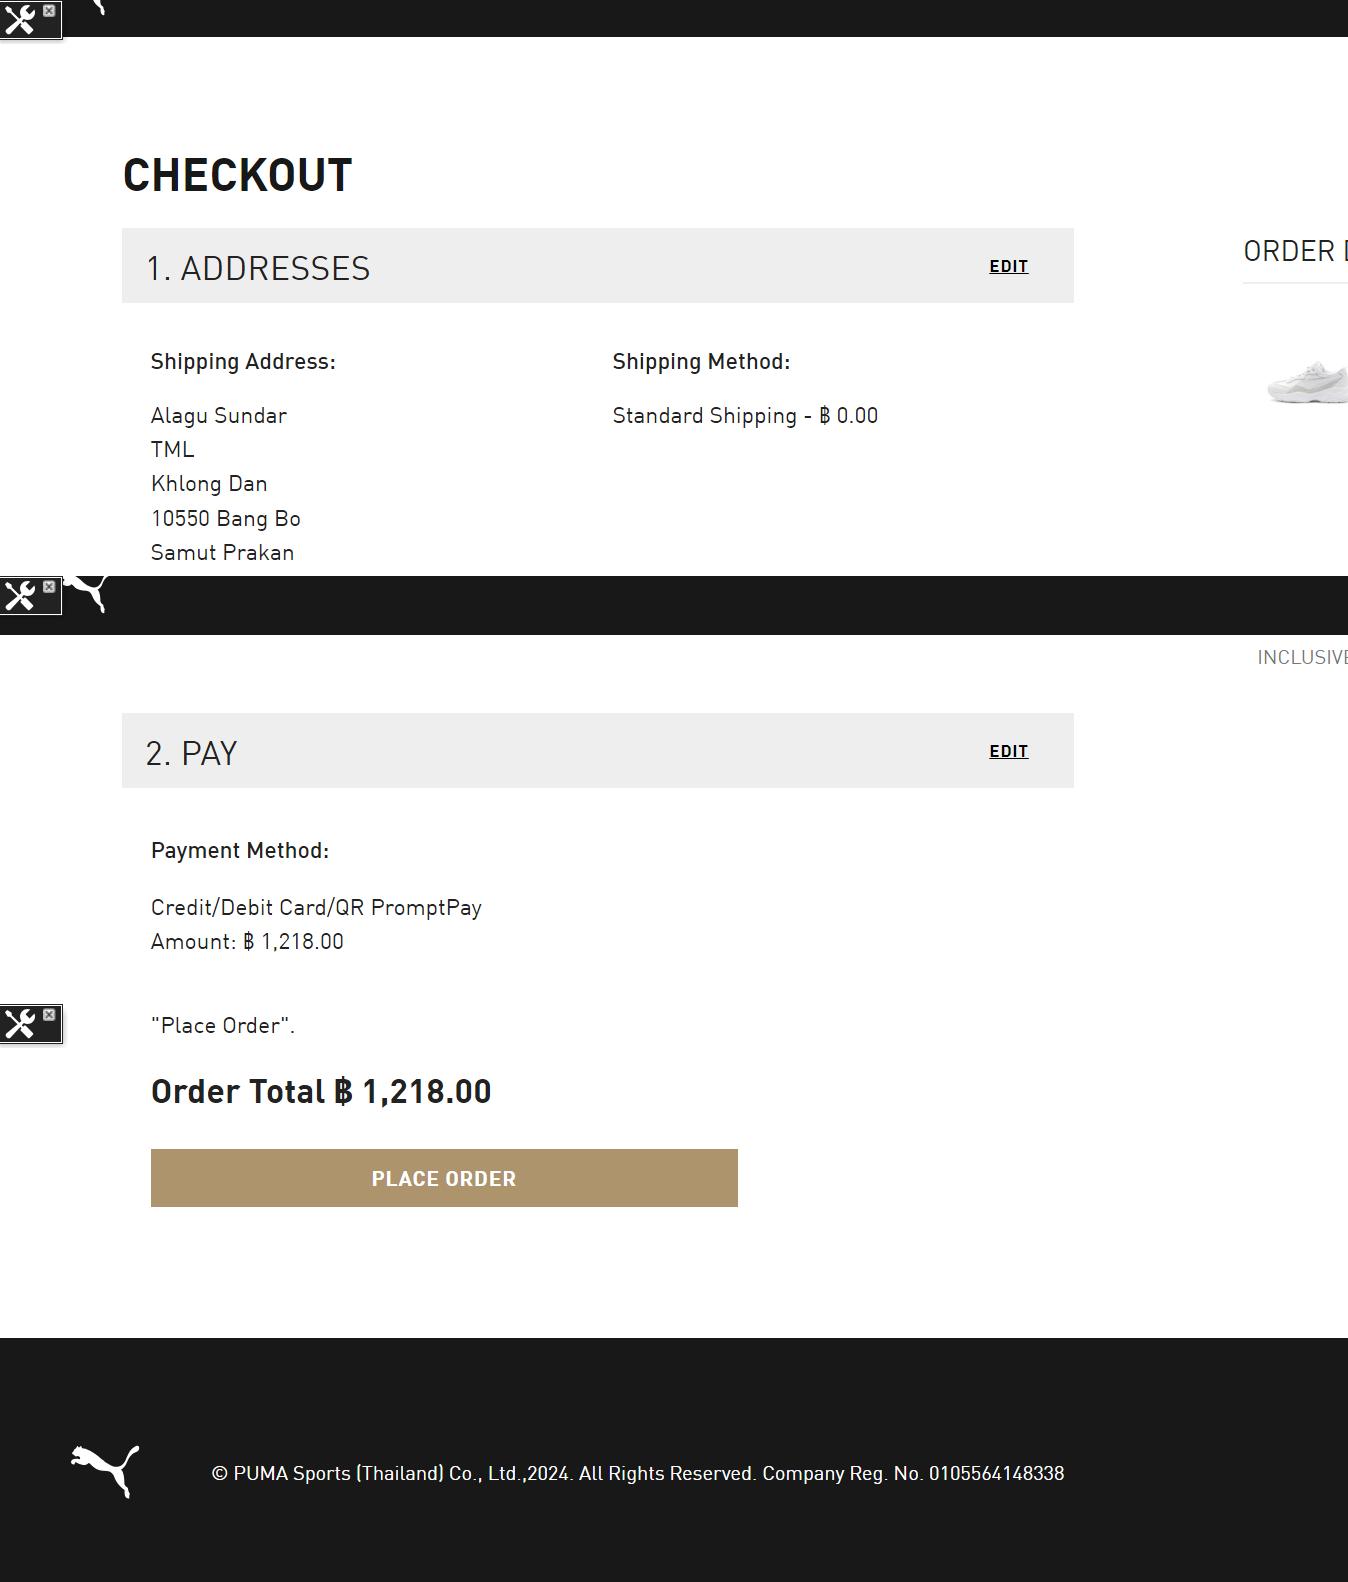 CHECKOUT
1. ADDRESSES
EDIT
ORDER
Shipping Address:
Shipping Method:
Alagu Sundar
Standard Shipping - ฿ 0.00
TML
Khlong Dan
10550 Bang Bo
Samut Prakan
2. PAY
EDIT
Payment Method:
Credit/Debit Card/QR PromptPay
Amount: ฿ 1,218.00
"Place Order".
Order Total ฿ 1,218.00
PLACE ORDER
© PUMA Sports (Thailand) Co., Ltd.,2024. All Rights Reserved. Company Reg. No. 0105564148338